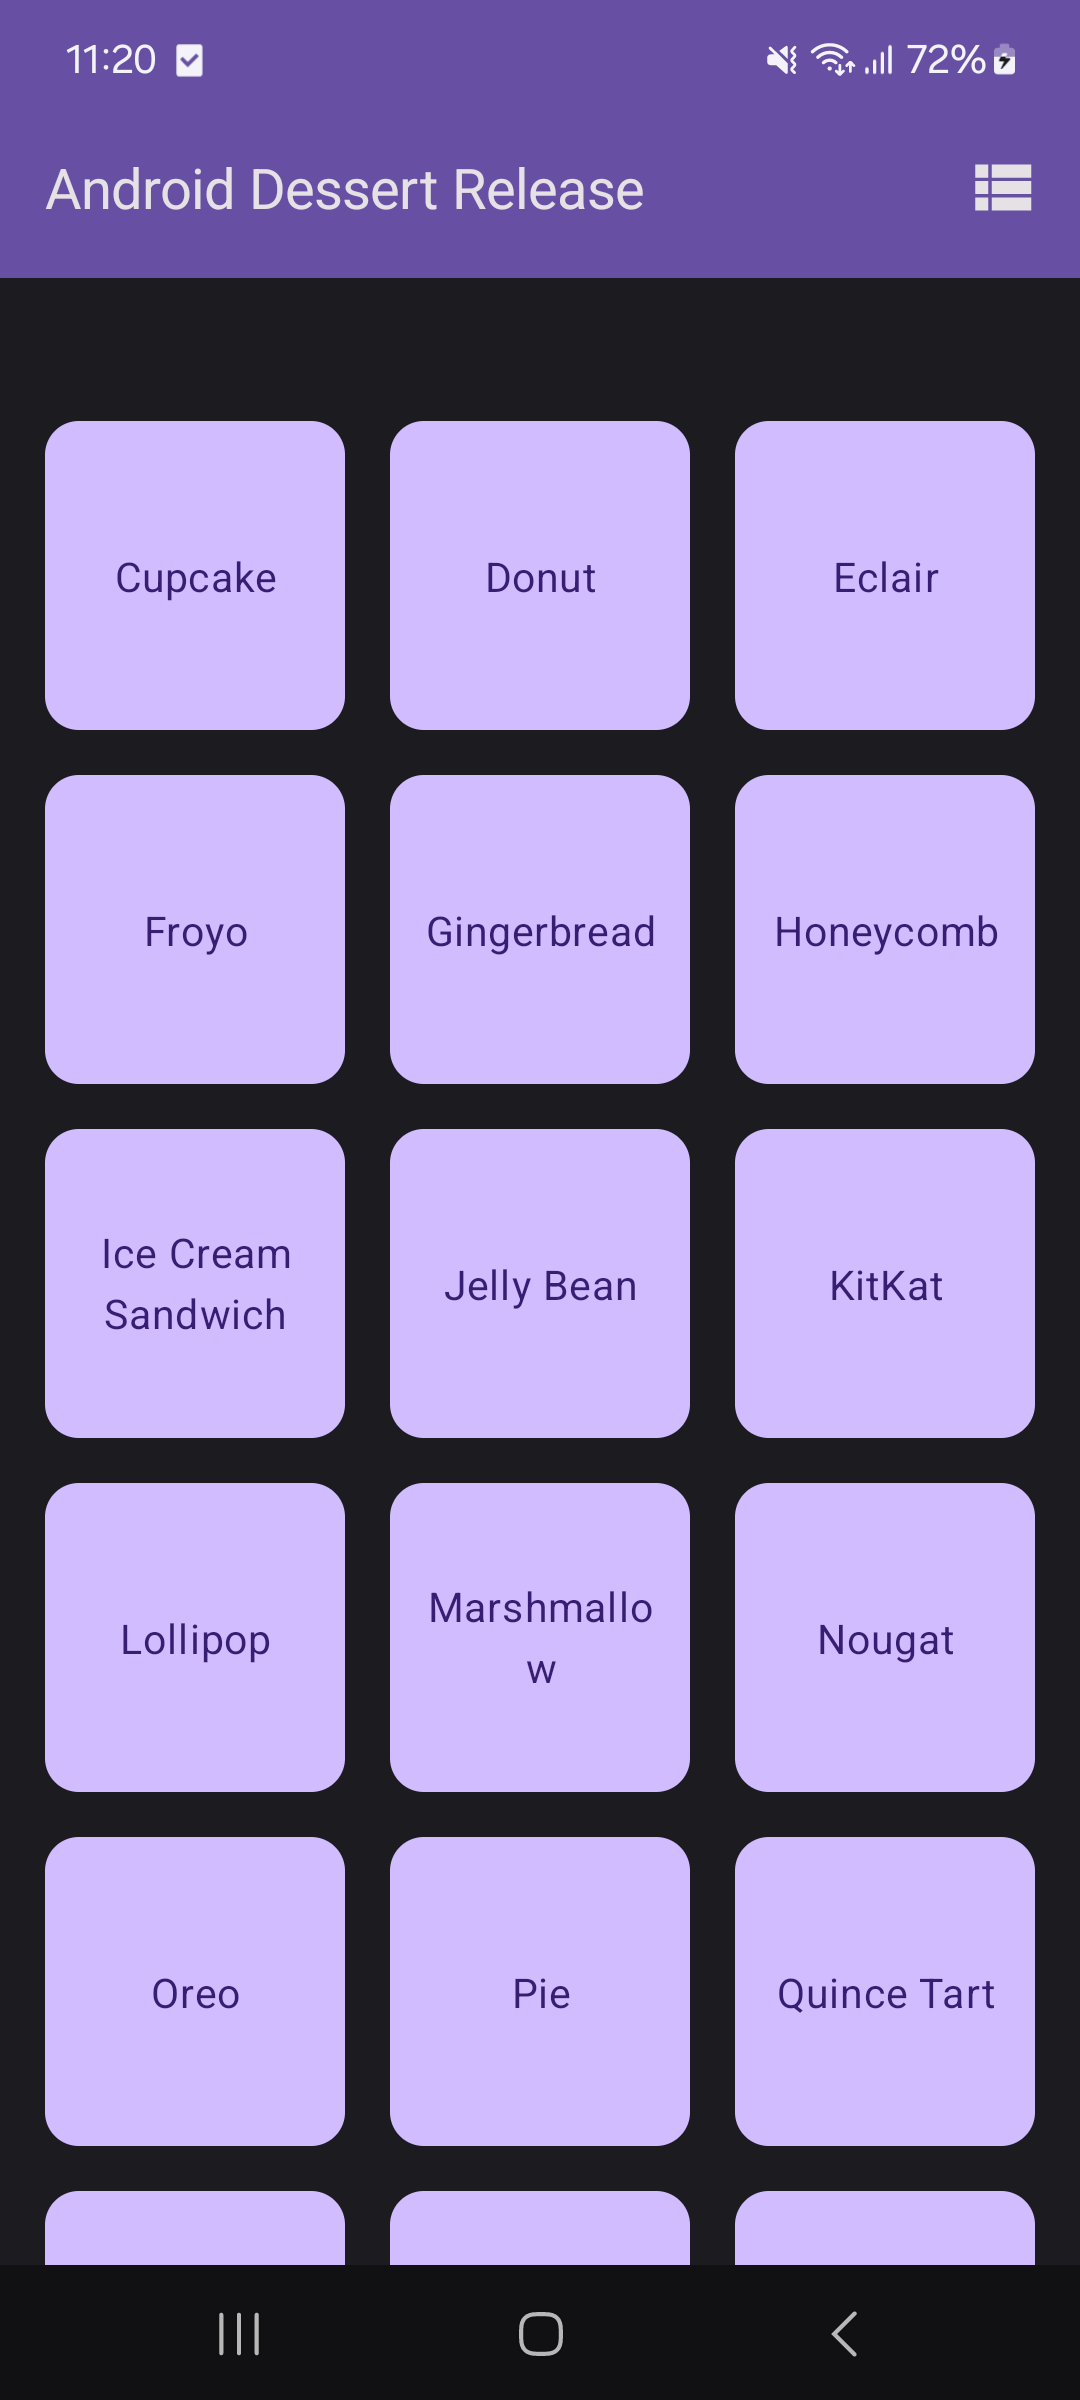 11:20
72%
Android Dessert Release
Cupcake
Donut
Eclair
Froyo
Gingerbread
Honeycomb
Ice Cream
Sandwich
Jelly Bean
KitKat
Lollipop
Marshmallo
w
Nougat
Oreo
Pie
Quince Tart